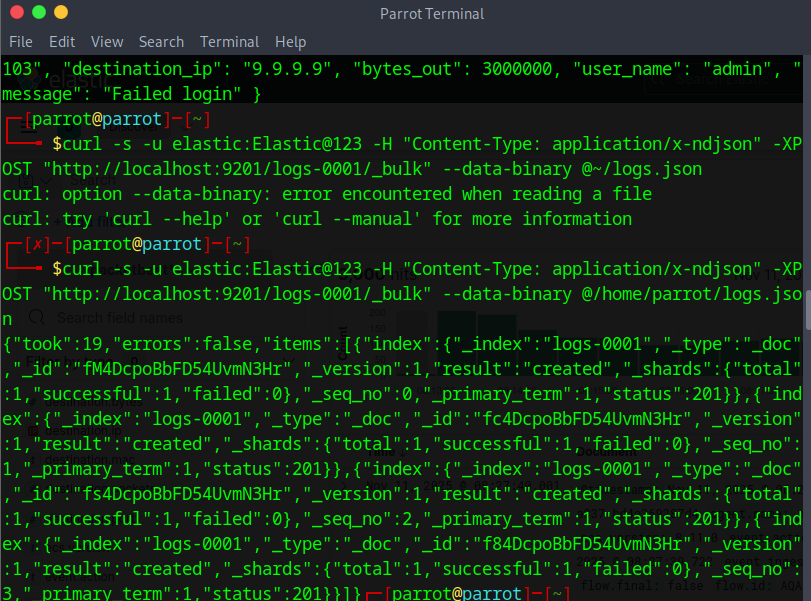 Parrot Terminal
File Edit View Search Terminal Help
103", "destination_ip": "9.9.9.9", "bytes_out": 3000000, "user_name": "admin", "
message": "Failed login" }
┌─[parrot@parrot]─[~]
└──╼ $curl -s -u elastic:Elastic@123 -H "Content-Type: application/x-ndjson" -XP
OST "http://localhost:9201/logs-0001/_bulk" --data-binary @~/logs.json
curl: option --data-binary: error encountered when reading a file
curl: try 'curl --help' or 'curl --manual' for more information
┌─[✗]─[parrot@parrot]─[~]
└──╼ $curl -s -u elastic:Elastic@123 -H "Content-Type: application/x-ndjson" -XP
OST "http://localhost:9201/logs-0001/_bulk" --data-binary @/home/parrot/logs.jso
n
Search field names
{"took":19,"errors":false,"items":[{"index":{"_index":"logs-0001","_type":"_doc"
,"_id":"fM4DcpoBbFD54UvmN3Hr","_version":1,"result":"created","_shards":{"total"
:1,"successful":1,"failed":0},"_seq_no":0,"_primary_term":1,"status":201}},{"ind
ex":{"_index":"logs-0001","_type":"_doc","_id":"fc4DcpoBbFD54UvmN3Hr","_version"
:1,"result":"created","_shards":{"total":1,"successful":1,"failed":0},"_seq_no":
1,"_primary_term":1,"status":201}},{"index":{"_index":"logs-0001","_type":"_doc"
,"_id":"fs4DcpoBbFD54UvmN3Hr","_version":1,"result":"created","_shards":{"total"
:1,"successful":1,"failed":0},"_seq_no":2,"_primary_term":1,"status":201}},{"ind
ex":{"_index":"logs-0001","_type":"_doc","_id":"f84DcpoBbFD54UvmN3Hr","_version"
:1,"result":"created","_shards":{"total":1,"successful":1,"failed":0},"_seq_no":
3,"_primary_term":1,"status":201}}]}┌─[parrot@parrot]─[~]